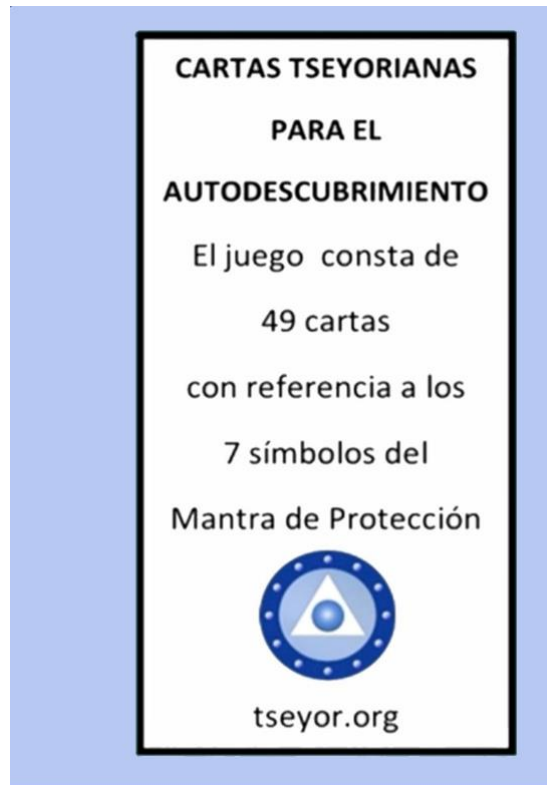 CARTAS TSEYORIANAS
PARA EL
AUTODESCUBRIMIENTO
El juego  consta de
49 cartas
con referencia a los
7 símbolos del
Mantra de Protección
tseyor.org